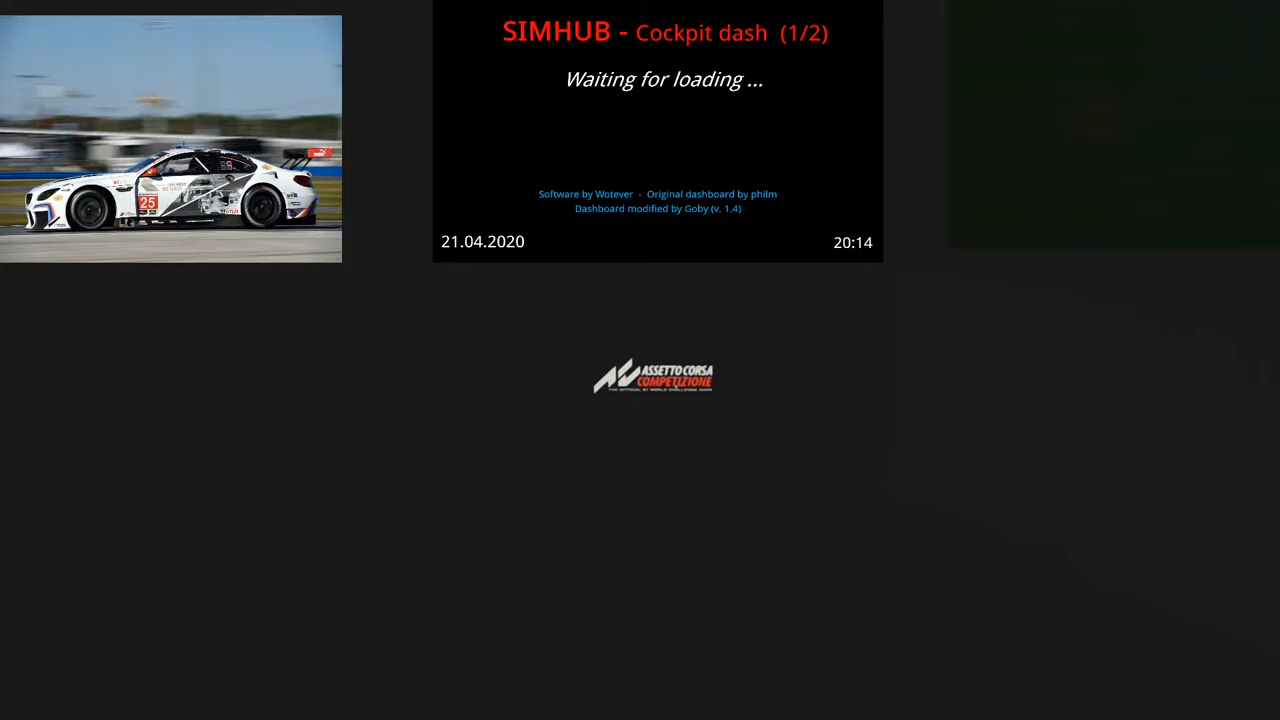 SIMHUB - Cockpit dash (1/2)
Waiting for loading ...
Software by Wotever - Original dashboard by philm
Dashboard modified by Goby (v. 1.4)
21.04.2020
20:14
25
ASSETTO CORSA
COMPETIZIONE